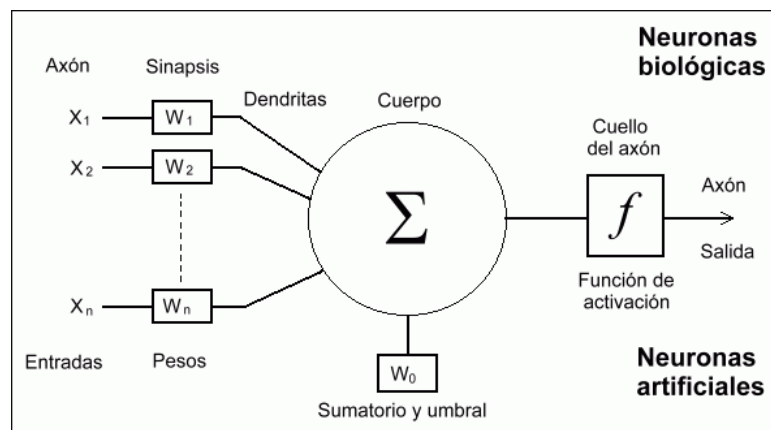 Neuronas
biológicas
Axón
Sinapsis
Dendritas
Cuerpo
Cuello
del axón
X1
W1
X2
W2
Σ
f
Axón
Salida
Función de
activación
Xn
Wn
Entradas
Pesos
W0
Sumatorio y umbral
Neuronas
artificiales